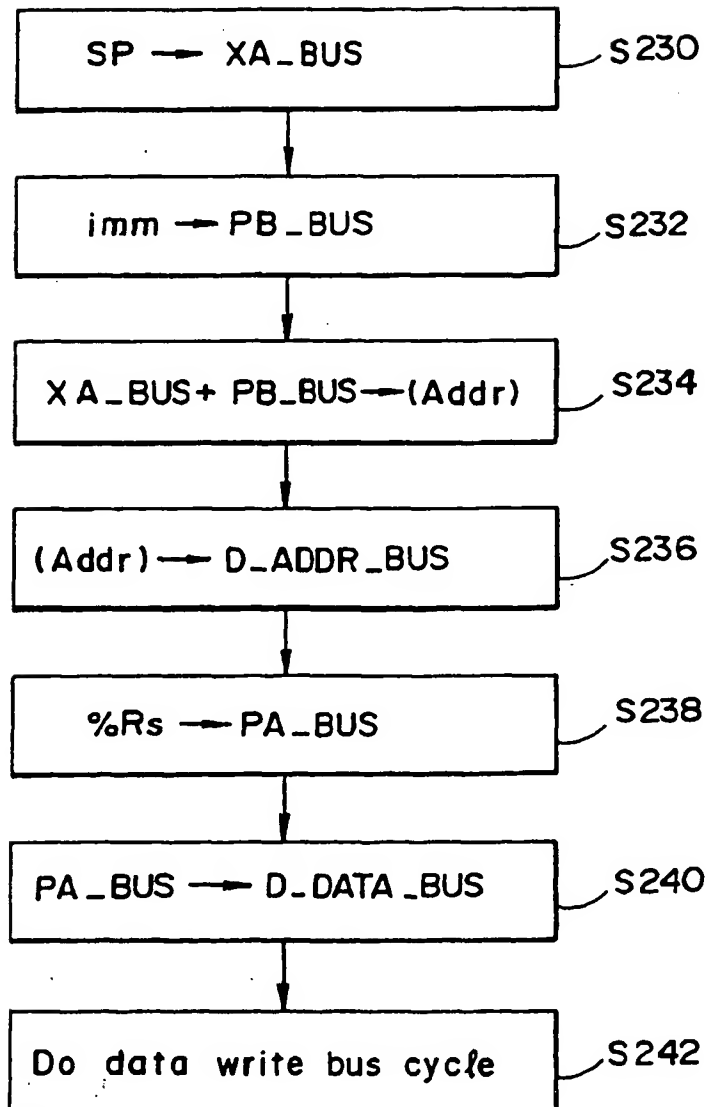 SP → XA_BUS
S230
imm → PB_BUS
S232
XA_BUS+ PB_BUS→(Addr)
S234
(Addr)→ D_ADDR_BUS
S236
%Rs → PA_BUS
S238
PA_BUS → D_DATA_BUS
S240
Do data write bus cycle
S242